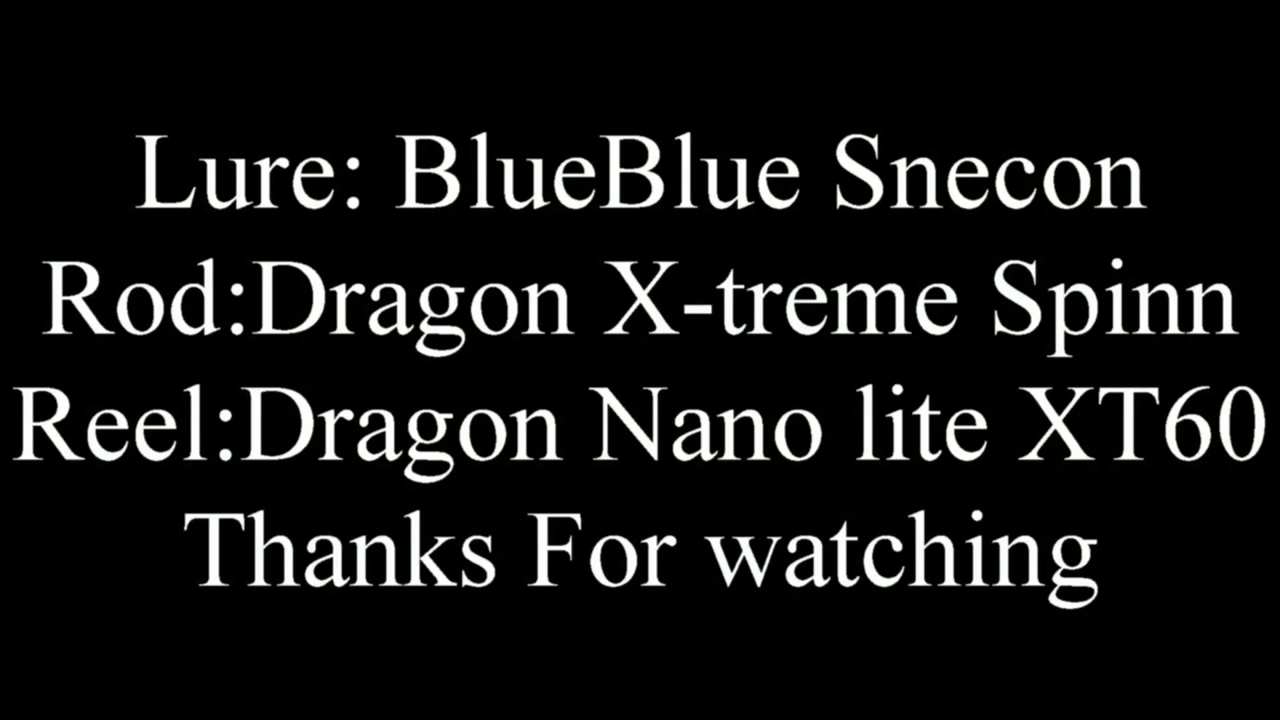 Lure: BlueBlue Snecon
Rod:Dragon X-treme Spinn
Reel:Dragon Nano lite XT60
Thanks For watching